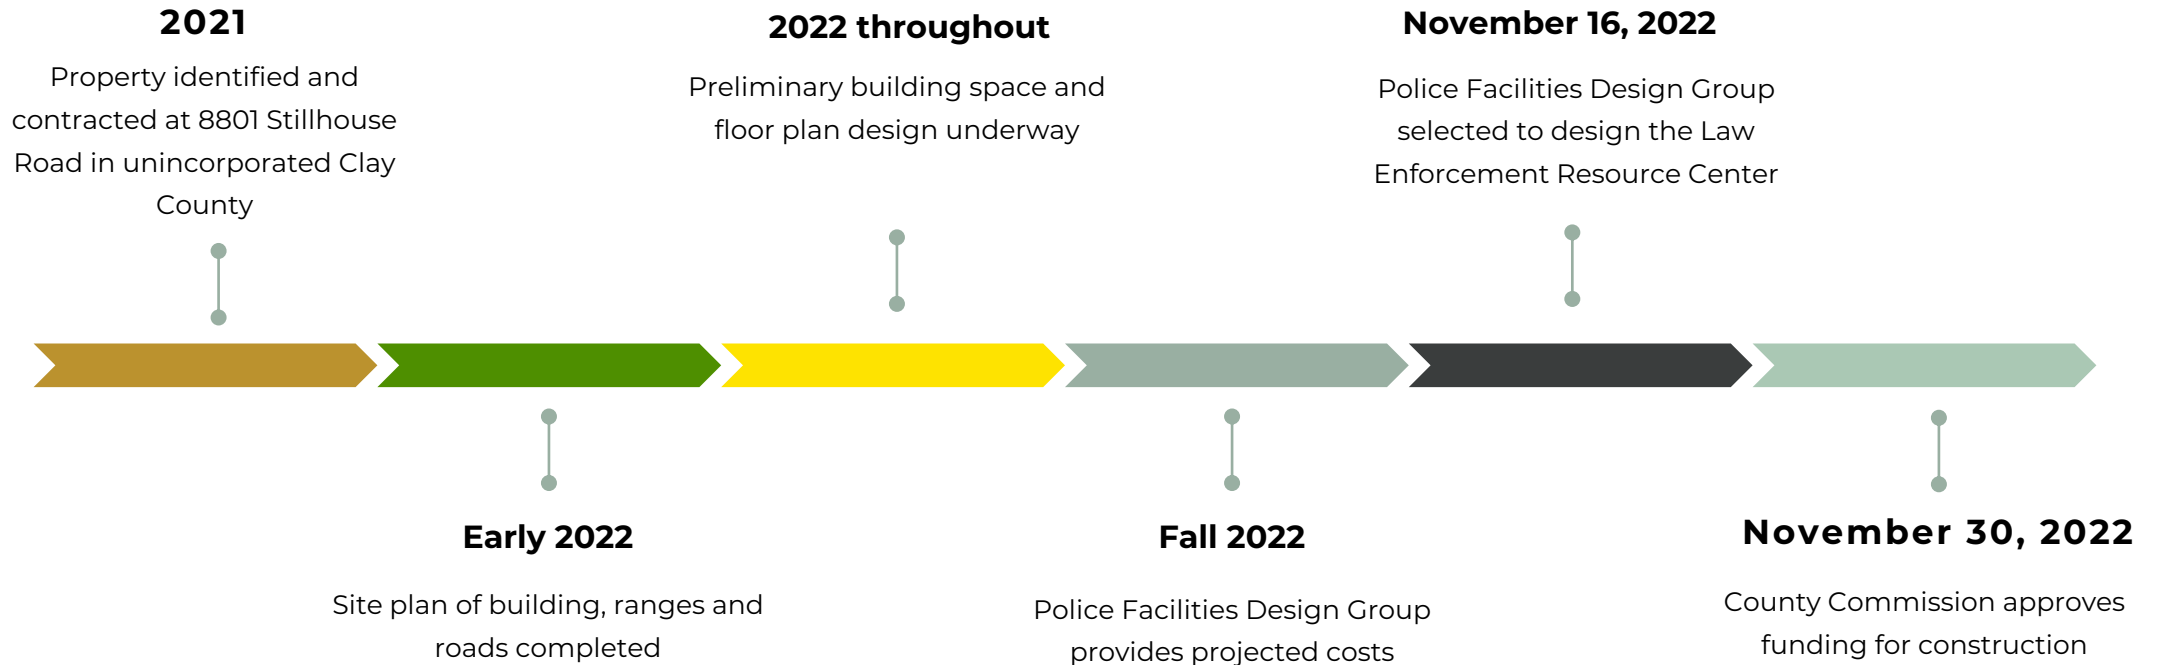 2021
Property identified and
contracted at 8801 Stillhouse
Road in unincorporated Clay
County
Early 2022
Site plan of building, ranges and
roads completed
2022 throughout
Preliminary building space and
floor plan design underway
Fall 2022
Police Facilities Design Group
provides projected costs
November 16, 2022
Police Facilities Design Group
selected to design the Law
Enforcement Resource Center
November 30, 2022
County Commission approves
funding for construction